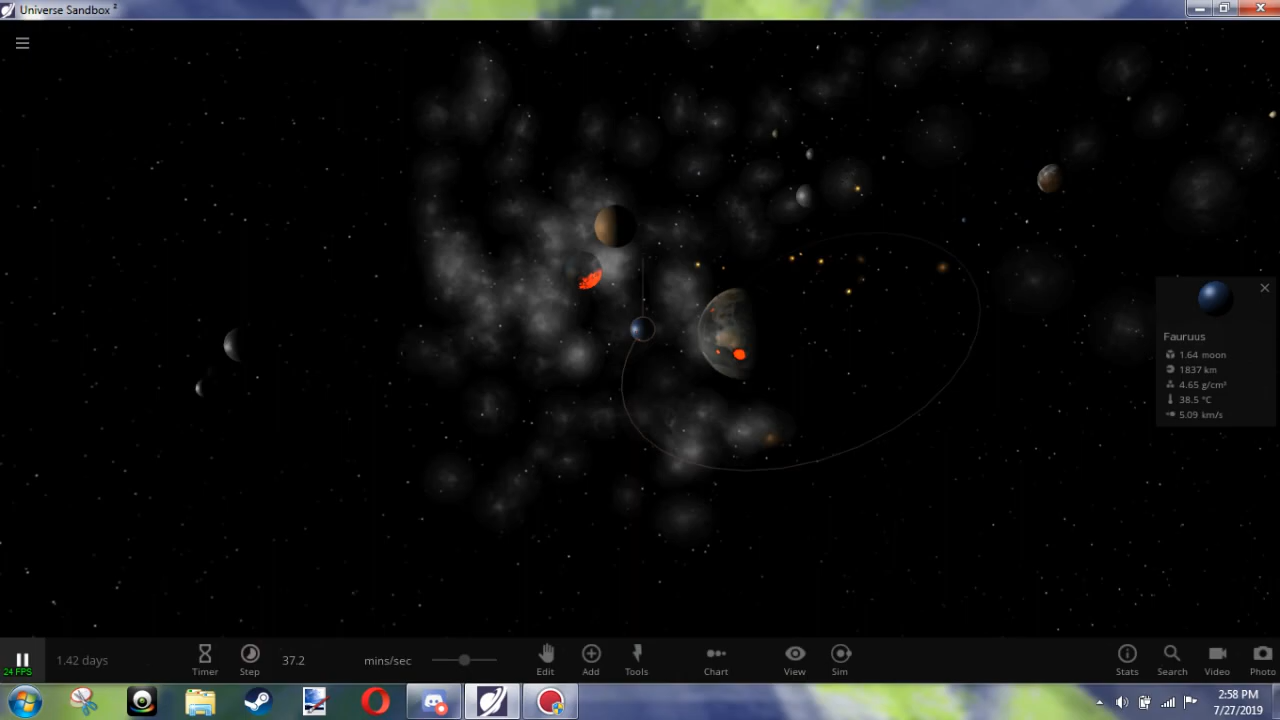 Universe Sandbox ²
Fauruus
1.64 moon
1837 km
4.65 g/cm³
38.5 °C
5.09 km/s
24 FPS
1.42 days
Timer
Step
37.2
mins/sec
Edit
Add
Tools
Chart
View
Sim
Stats
Search
Video
Photo
2:58 PM
7/27/2019